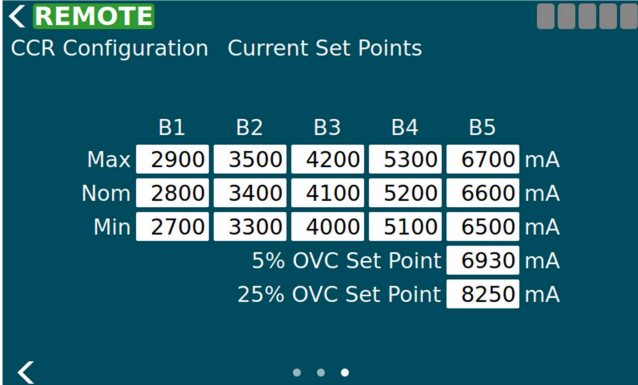 REMOTE
CCR Configuration Current Set Points
B1 B2 B3 B4 B5
Max 2900 3500 4200 5300 6700 mA
Nom 2800 3400 4100 5200 6600 mA
Min 2700 3300 4000 5100 6500 mA
5% OVC Set Point 6930 mA
25% OVC Set Point 8250 mA